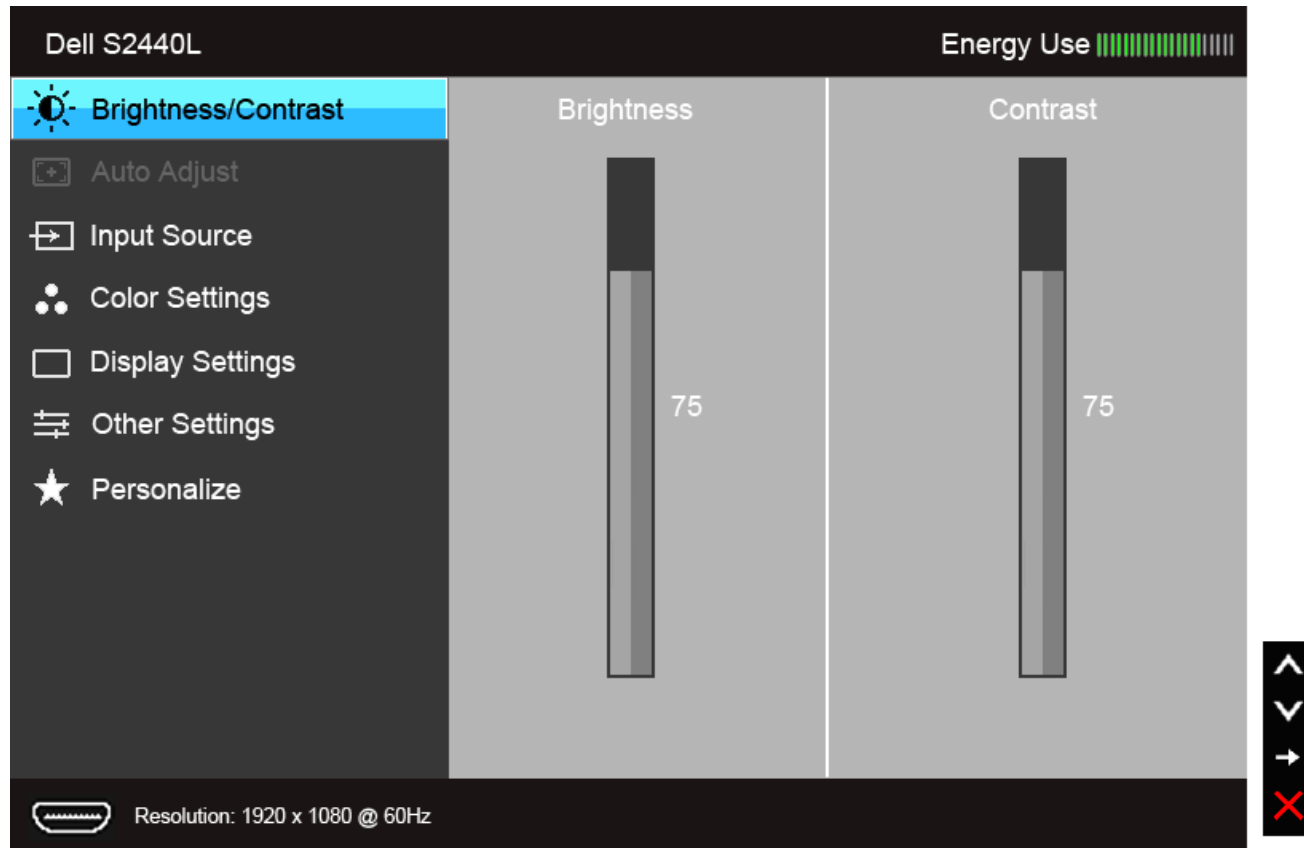 Dell S2440L
Energy Use
Brightness/Contrast
Auto Adjust
Input Source
Color Settings
Display Settings
Other Settings
Personalize
Brightness
75
Contrast
75
Resolution: 1920 x 1080 @ 60Hz